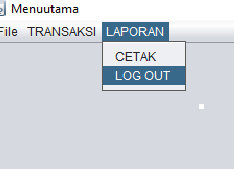 Menuutama
File TRANSAKSI LAPORAN
CETAK
LOG OUT